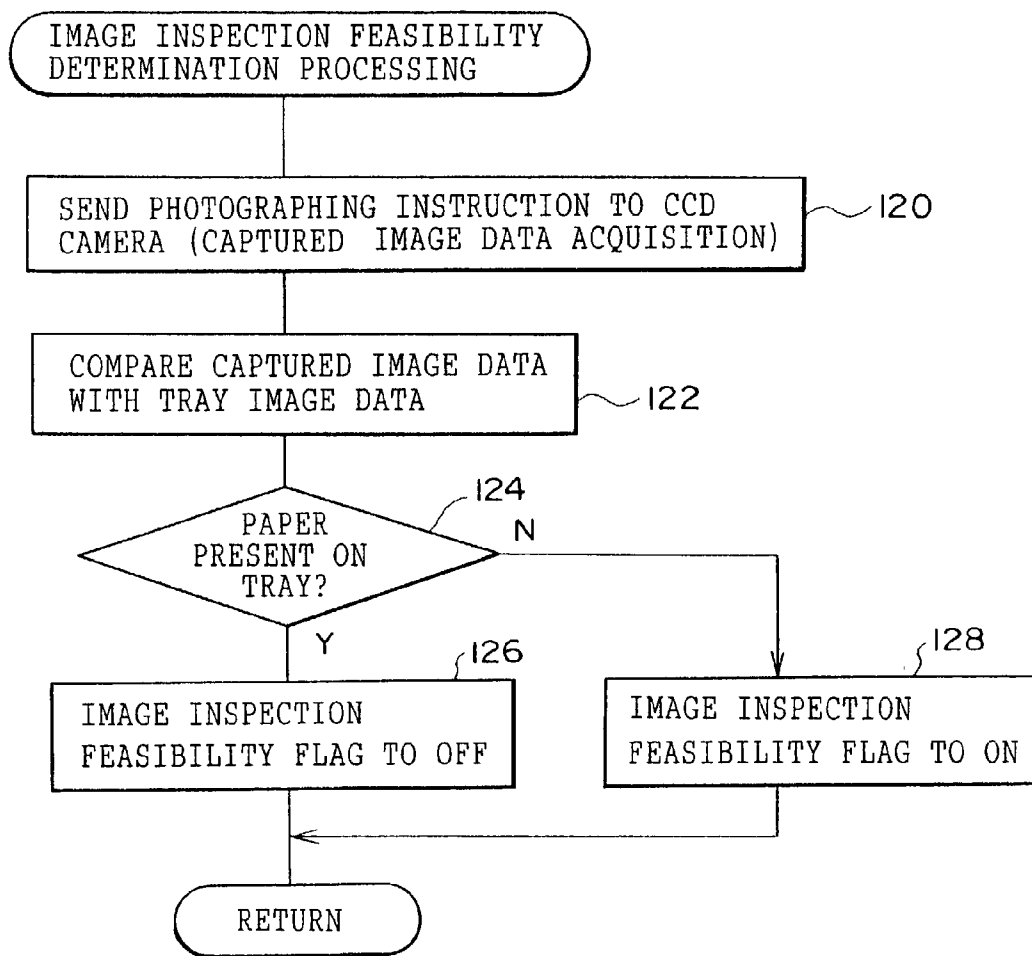 IMAGE INSPECTION FEASIBILITY
DETERMINATION PROCESSING
SEND PHOTOGRAPHING INSTRUCTION TO CCD
CAMERA (CAPTURED IMAGE DATA ACQUISITION)
120
COMPARE CAPTURED IMAGE DATA
WITH TRAY IMAGE DATA
122
124
PAPER
PRESENT ON
TRAY?
N
Y
126
IMAGE INSPECTION
FEASIBILITY FLAG TO OFF
128
IMAGE INSPECTION
FEASIBILITY FLAG TO ON
RETURN